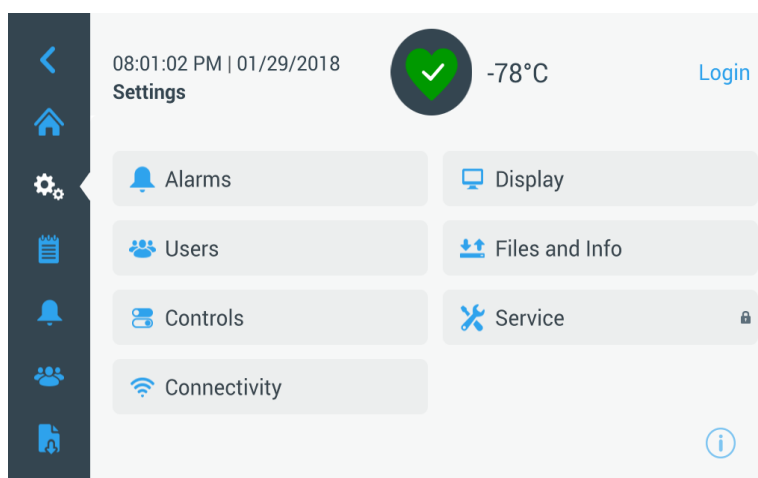 08:01:02 PM | 01/29/2018
Settings
-78°C
Login
Alarms
Display
Users
Files and Info
Controls
Service
Connectivity